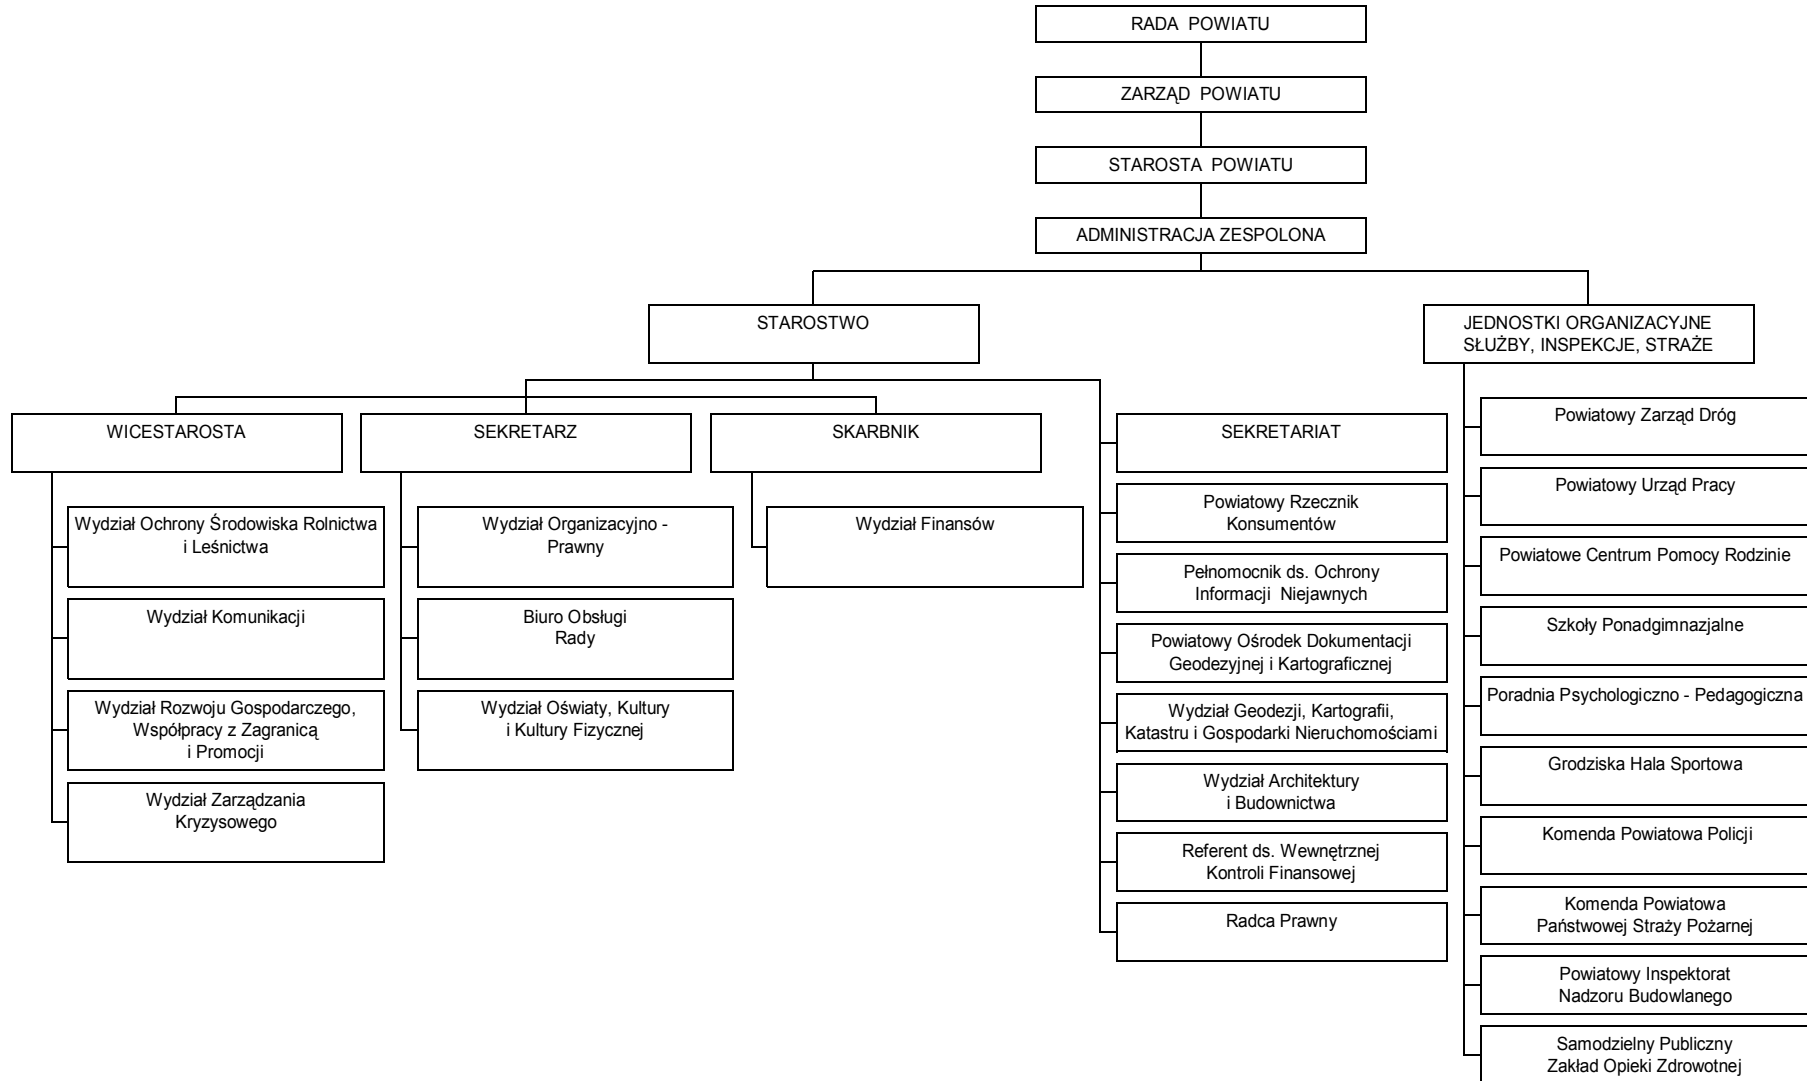 RADA POWIATU
ZARZĄD POWIATU
STAROSTA POWIATU
ADMINISTRACJA ZESPOLONA
STAROSTWO
JEDNOSTKI ORGANIZACYJNE
SŁUŻBY, INSPEKCJE, STRAŻE
WICESTAROSTA
Wydział Ochrony Środowiska Rolnictwa
i Leśnictwa
Wydział Komunikacji
Wydział Rozwoju Gospodarczego,
Współpracy z Zagranicą
i Promocji
Wydział Zarządzania
Kryzysowego
SEKRETARZ
Wydział Organizacyjno -
Prawny
Biuro Obsługi
Rady
Wydział Oświaty, Kultury
i Kultury Fizycznej
SKARBNIK
Wydział Finansów
SEKRETARIAT
Powiatowy Rzecznik
Konsumentów
Pełnomocnik ds. Ochrony
Informacji Niejawnych
Powiatowy Ośrodek Dokumentacji
Geodezyjnej i Kartograficznej
Wydział Geodezji, Kartografii,
Katastru i Gospodarki Nieruchomościami
Wydział Architektury
i Budownictwa
Referent ds. Wewnętrznej
Kontroli Finansowej
Radca Prawny
Powiatowy Zarząd Dróg
Powiatowy Urząd Pracy
Powiatowe Centrum Pomocy Rodzinie
Szkoły Ponadgimnazjalne
Poradnia Psychologiczno - Pedagogiczna
Grodziska Hala Sportowa
Komenda Powiatowa Policji
Komenda Powiatowa
Państwowej Straży Pożarnej
Powiatowy Inspektorat
Nadzoru Budowlanego
Samodzielny Publiczny
Zakład Opieki Zdrowotnej